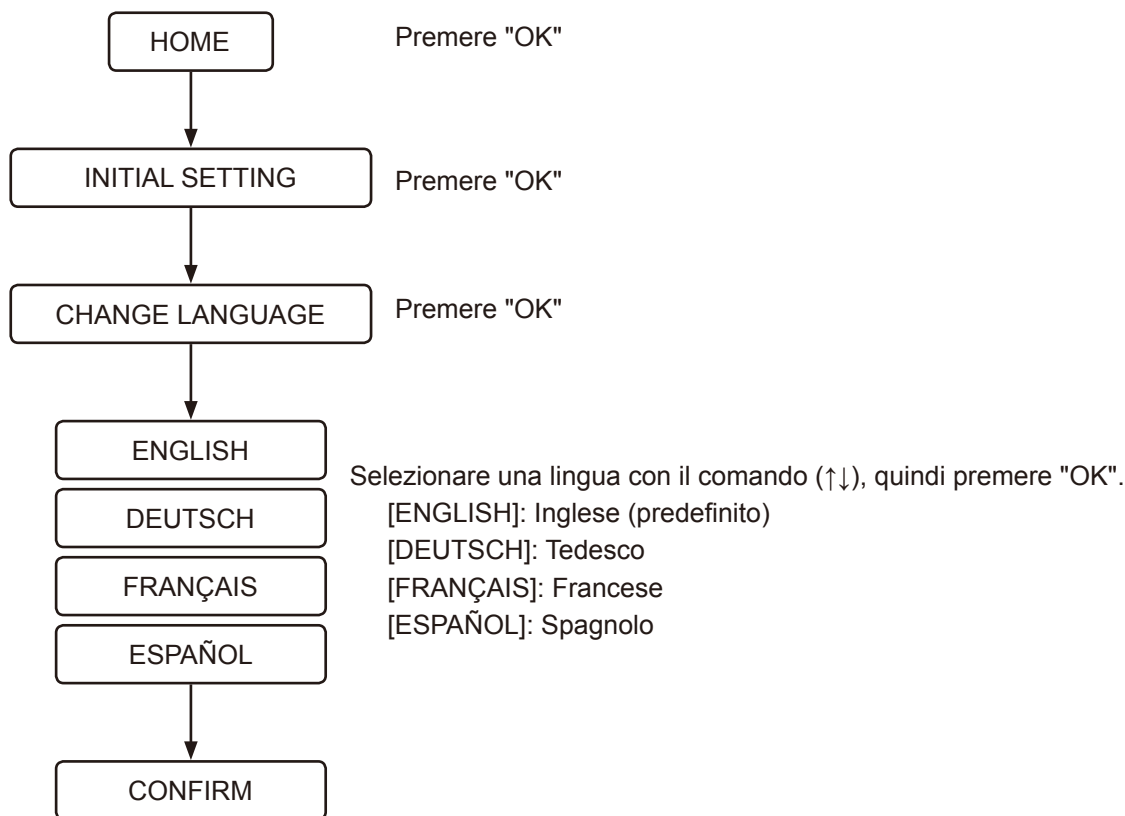 HOME
Premere "OK"
INITIAL SETTING
Premere "OK"
CHANGE LANGUAGE
Premere "OK"
ENGLISH
DEUTSCH
FRANÇAIS
ESPAÑOL
Selezionare una lingua con il comando (↑↓), quindi premere "OK".
[ENGLISH]: Inglese (predefinito)
[DEUTSCH]: Tedesco
[FRANÇAIS]: Francese
[ESPAÑOL]: Spagnolo
CONFIRM